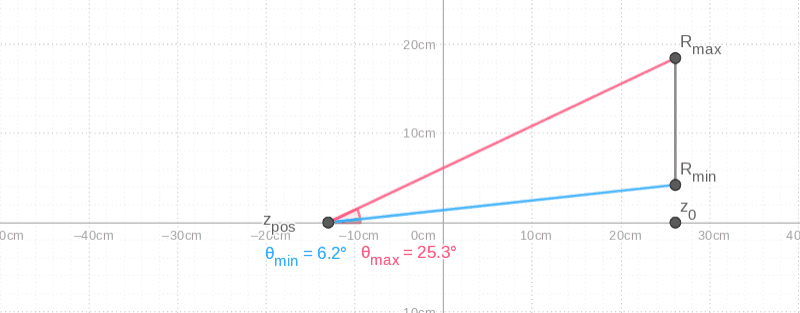 20cm
R_max
10cm
R_min
z_0
z_pos
0cm
−40cm
−30cm
−20cm
−10cm
0cm
10cm
20cm
30cm
40
θ_min = 6.2°
θ_max = 25.3°
10cm